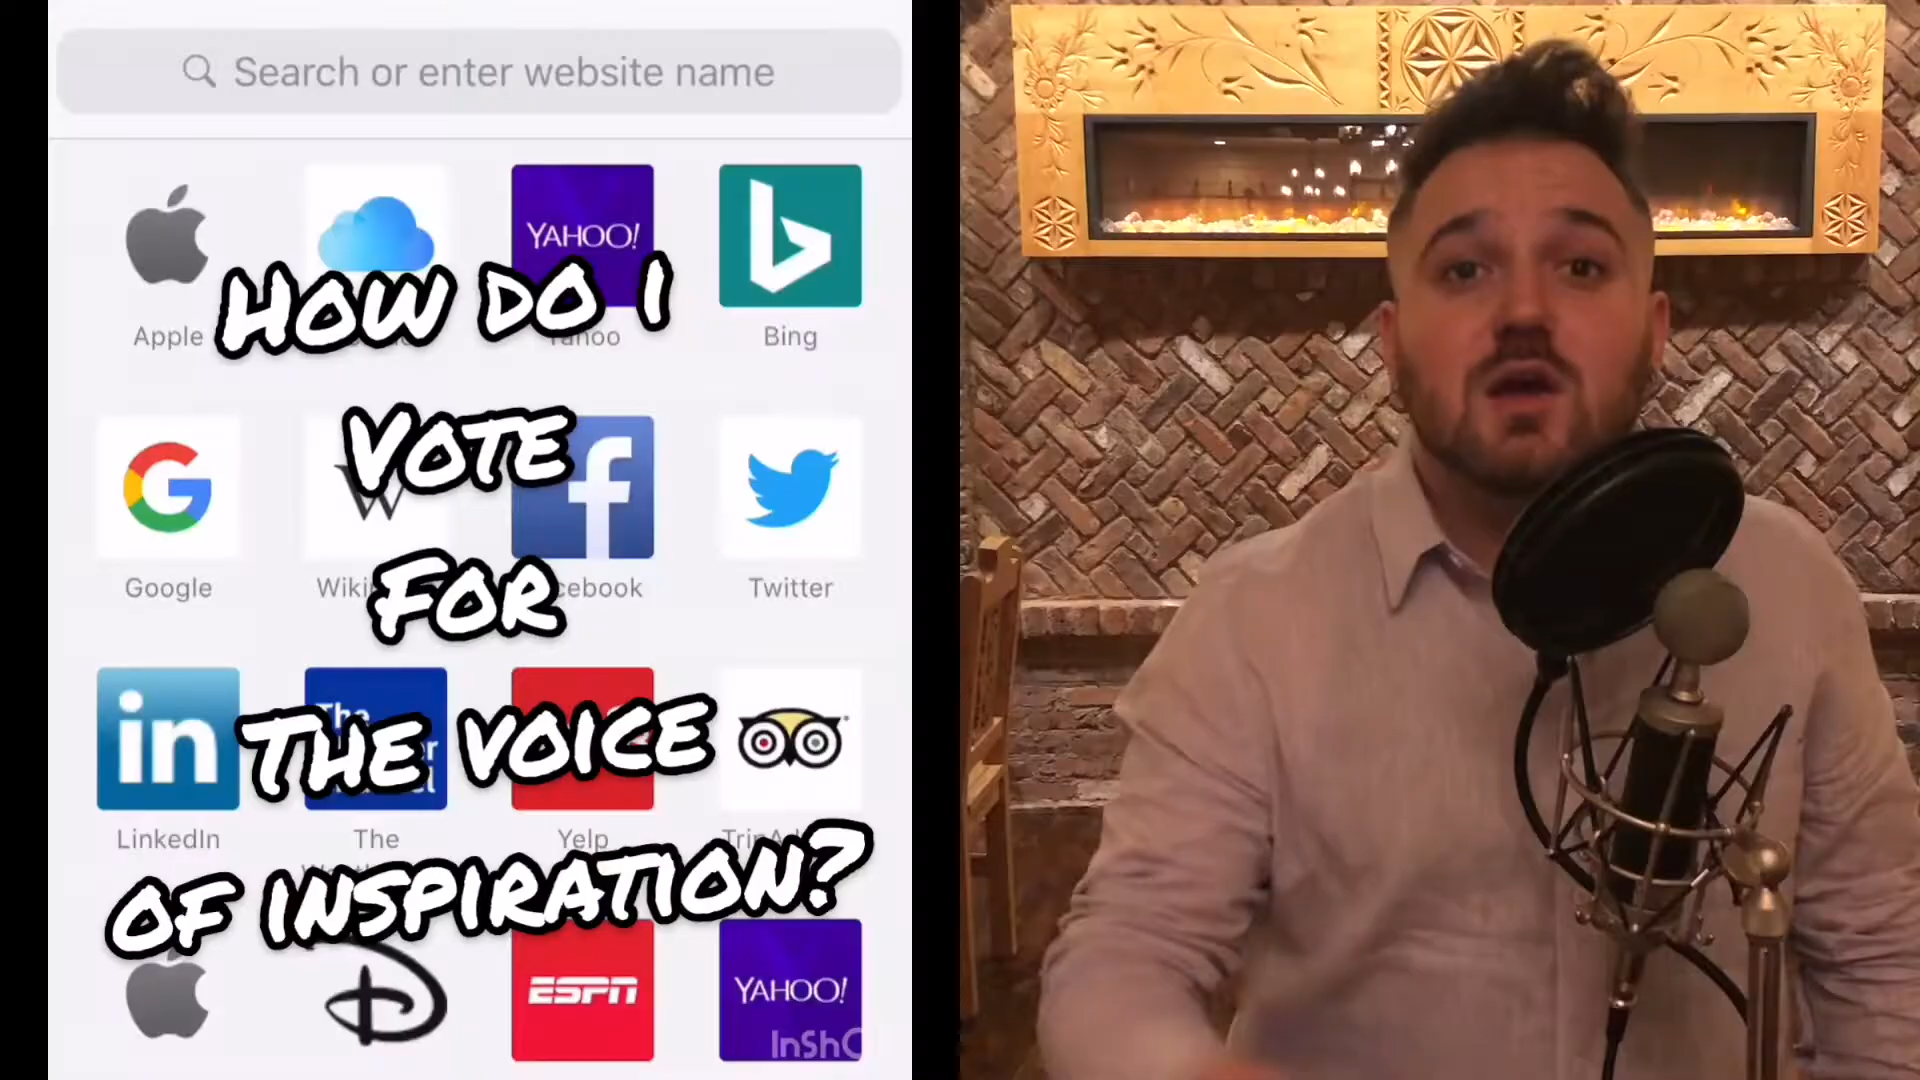 Search or enter website name
YAHOO!
Apple
Bing
HOW DO I
VOTE
FOR
THE VOICE
OF INSPIRATION?
Google
Twitter
in
The
LinkedIn
The
Yelp
ESPN
YAHOO!